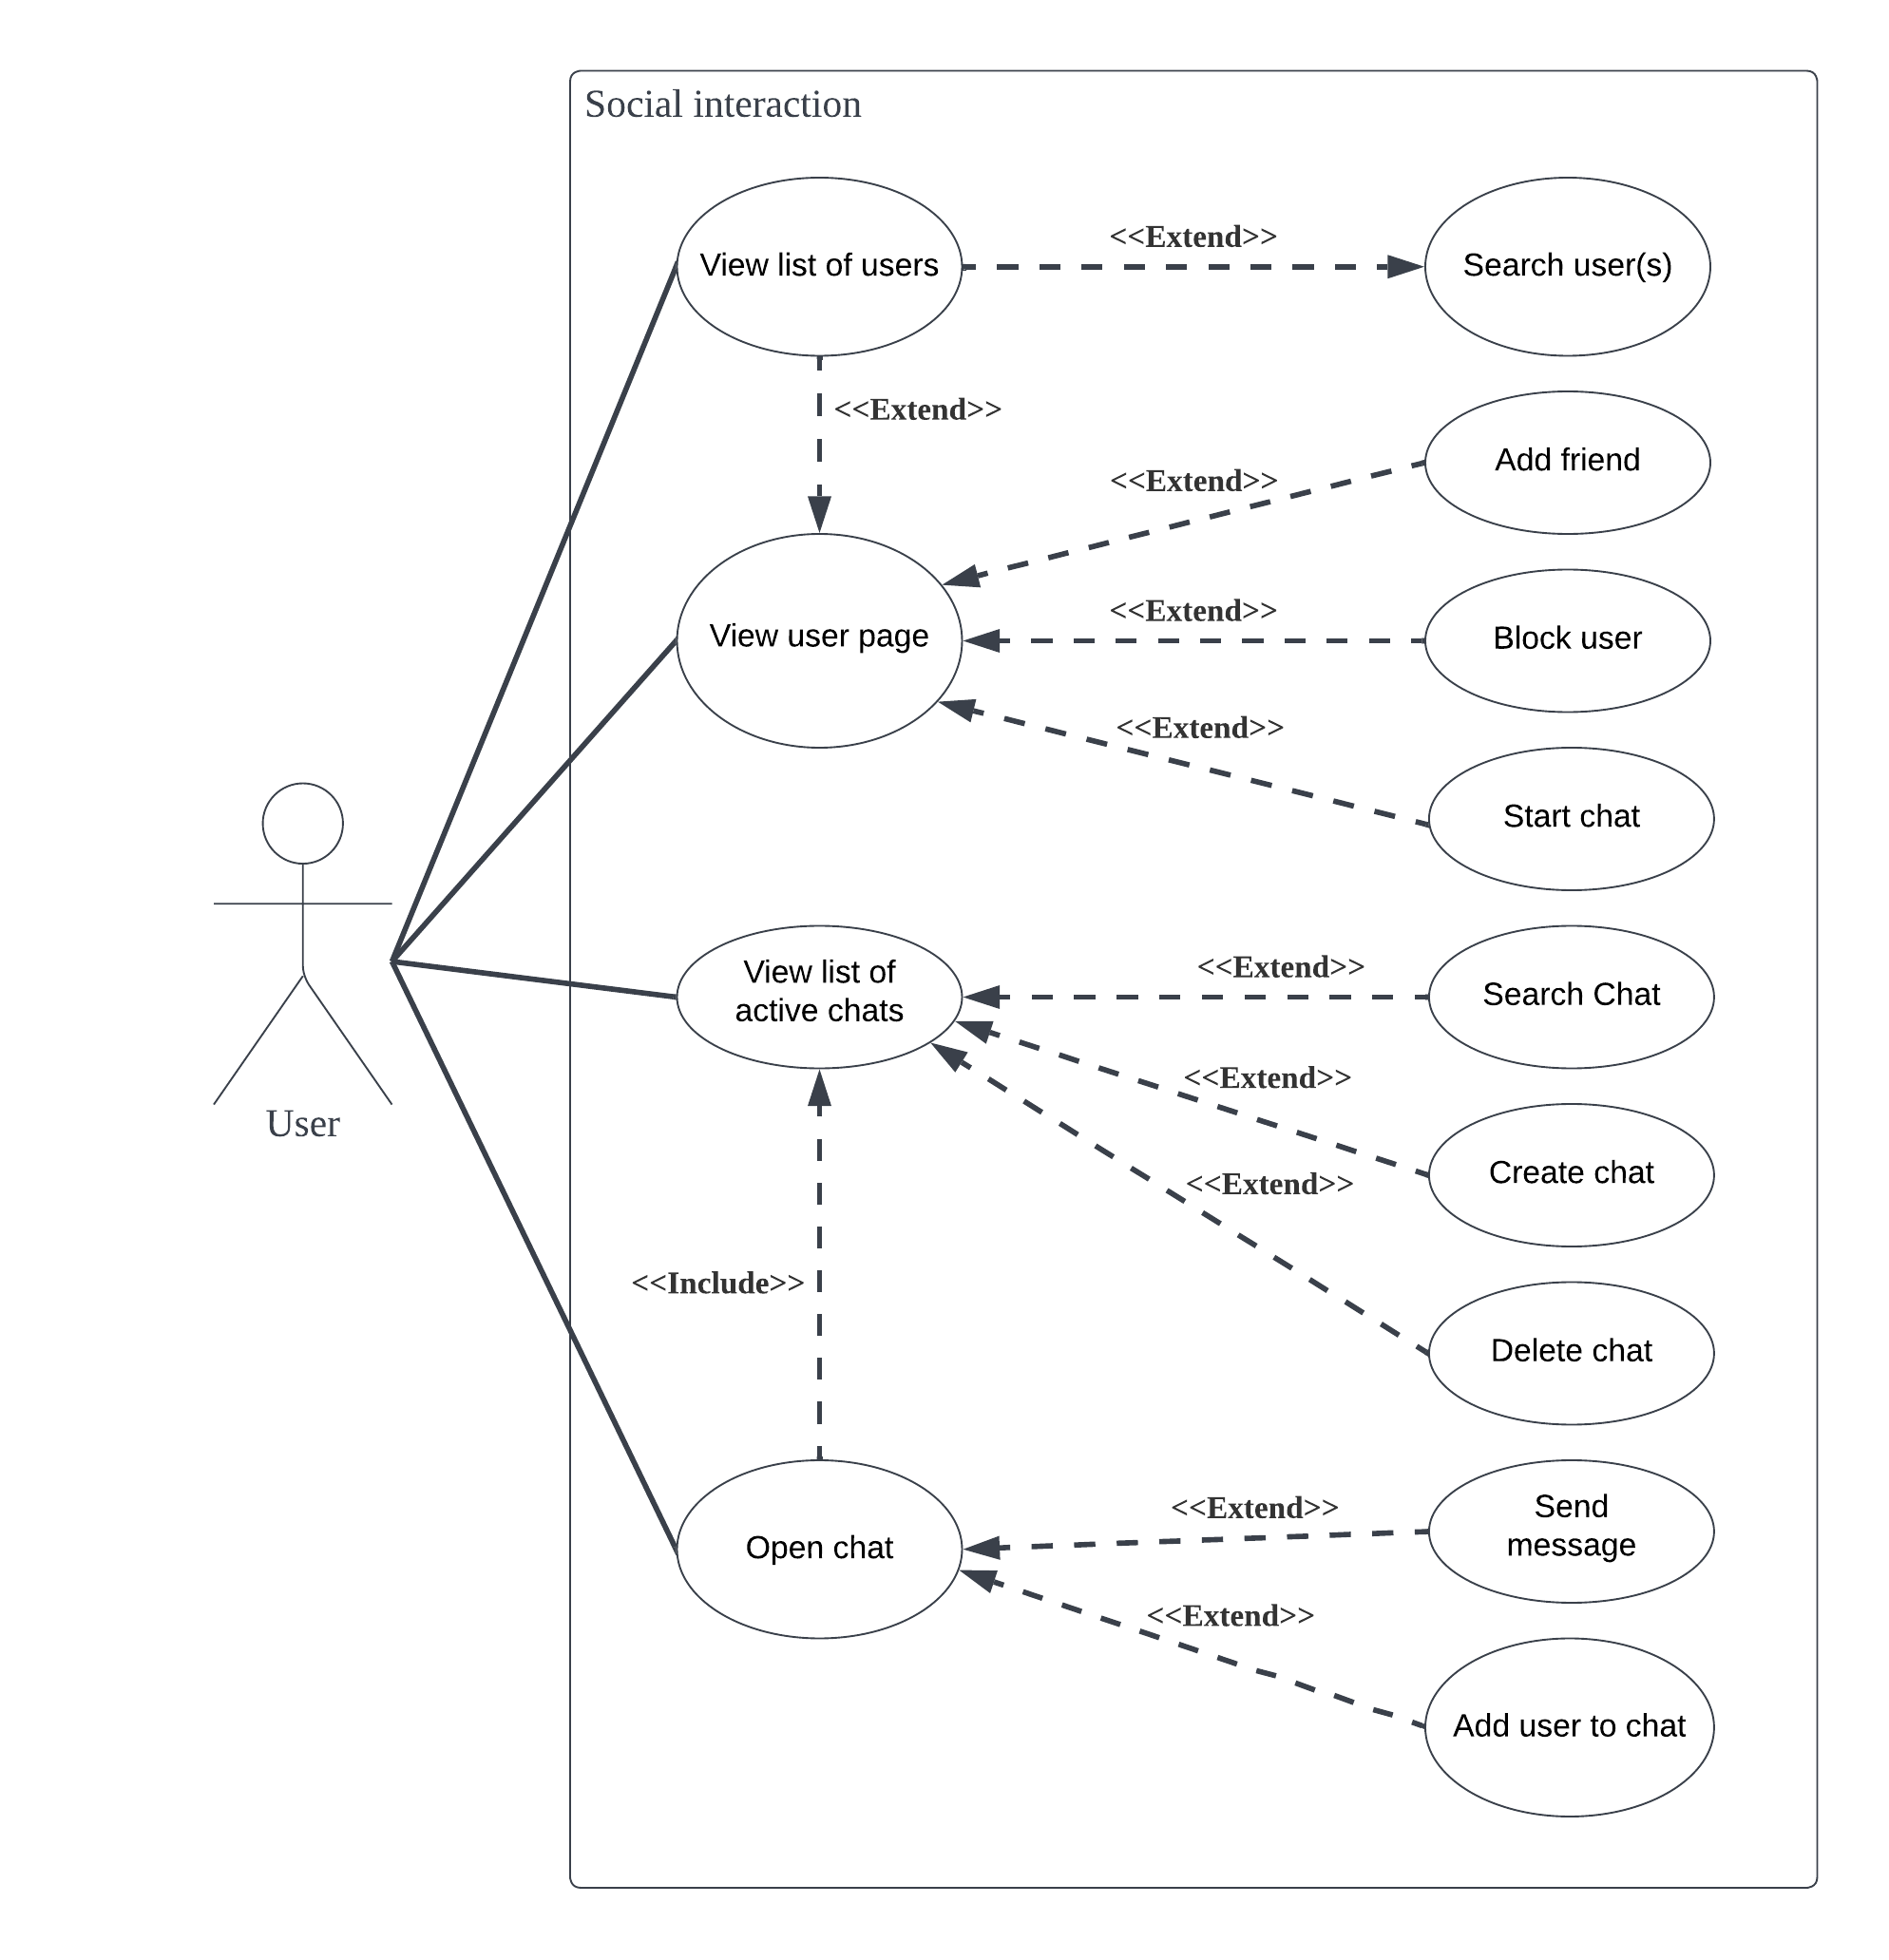 Social interaction
View list of users
<<Extend>>
Search user(s)
<<Extend>>
Add friend
<<Extend>>
View user page
<<Extend>>
Block user
<<Extend>>
Start chat
User
View list of
active chats
<<Extend>>
Search Chat
<<Extend>>
Create chat
<<Extend>>
<<Include>>
Delete chat
Open chat
<<Extend>>
Send
message
<<Extend>>
Add user to chat